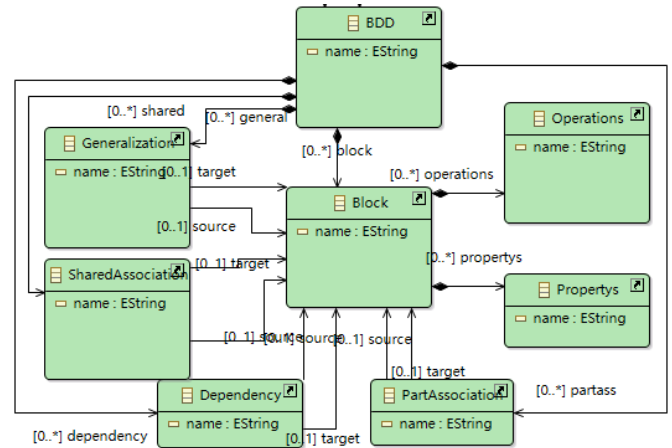 BDD
name : EString
[0..*] shared
[0..*] general
[0..*] block
Generalization
name : EString
[0..1] target
[0..1] source
Operations
name : EString
[0..*] operations
Block
name : EString
[0..*] propertys
SharedAssociation
name : EString
[0..1] target
[0..1] source
Propertys
name : EString
[0..1] source
[0..1] source
[0..1] target
Dependency
name : EString
PartAssociation
name : EString
[0..*] partass
[0..*] dependency
[0..1] target